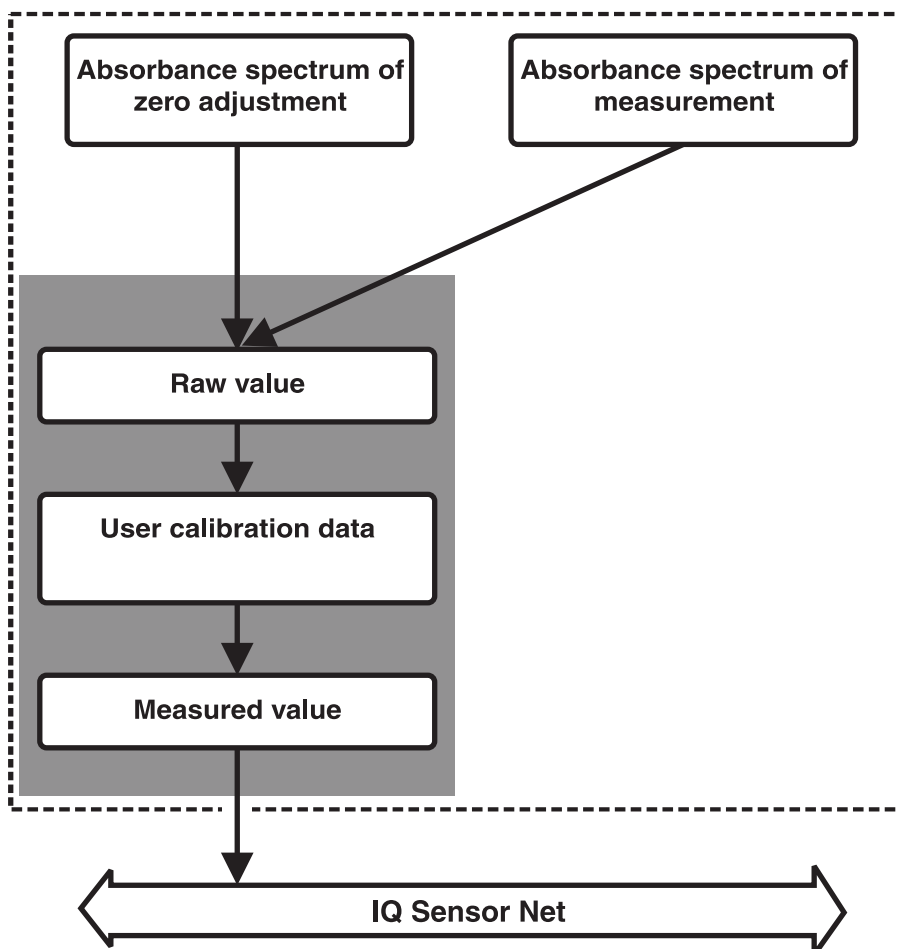 Absorbance spectrum of
zero adjustment
Absorbance spectrum of
measurement
Raw value
User calibration data
Measured value
IQ Sensor Net